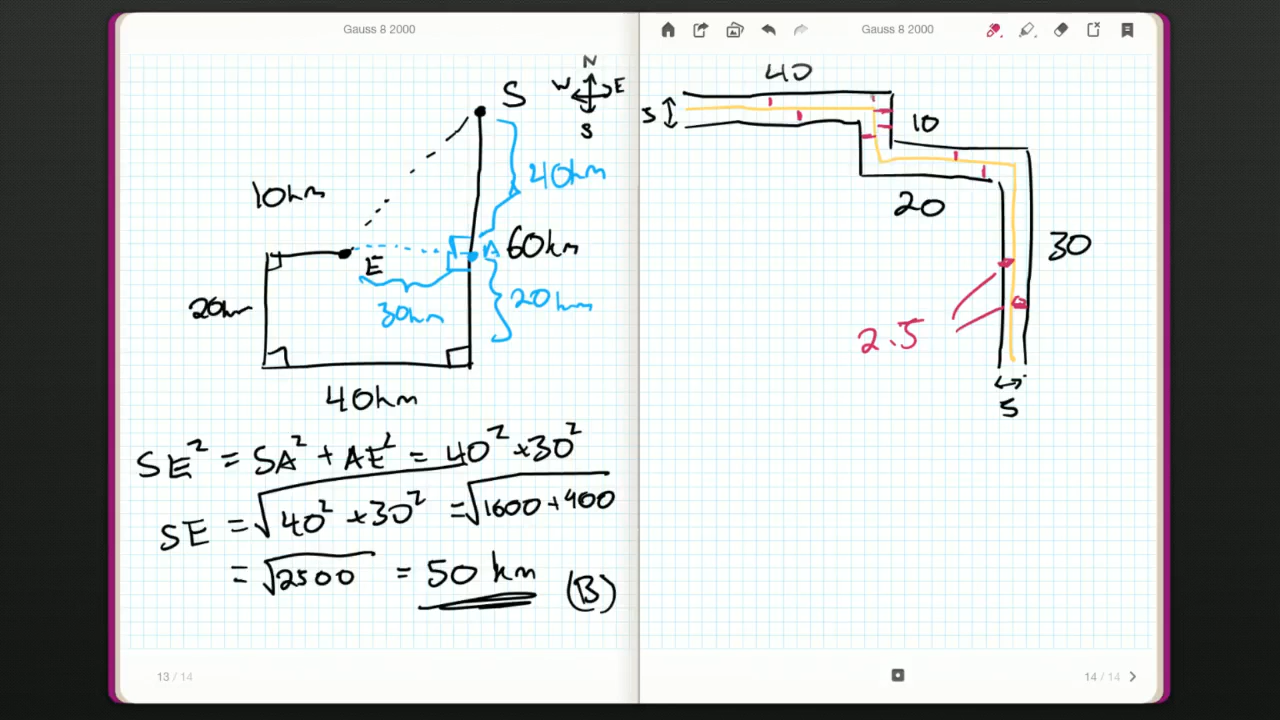 Gauss 8 2000
N
W E
S
S
40km
10km
A 60km
E
20km
30km
20km
40km
SE² = SA² + AE² = 40² + 30²
SE = √40² + 30² = √1600 + 400
= √2500 = 50 km (B)
13 / 14
Gauss 8 2000
40
5
10
20
30
2.5
5
14 / 14